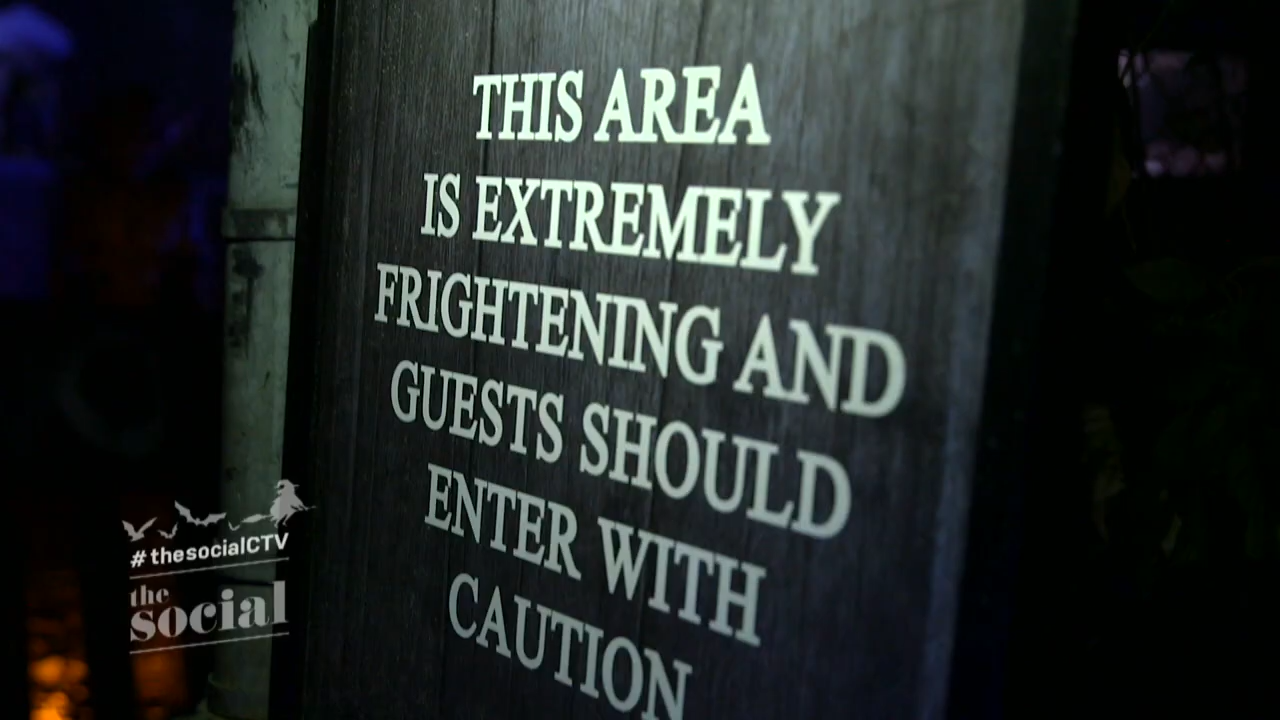 THIS AREA
IS EXTREMELY
FRIGHTENING AND
GUESTS SHOULD
ENTER WITH
CAUTION
#thesocialCTV
the
social